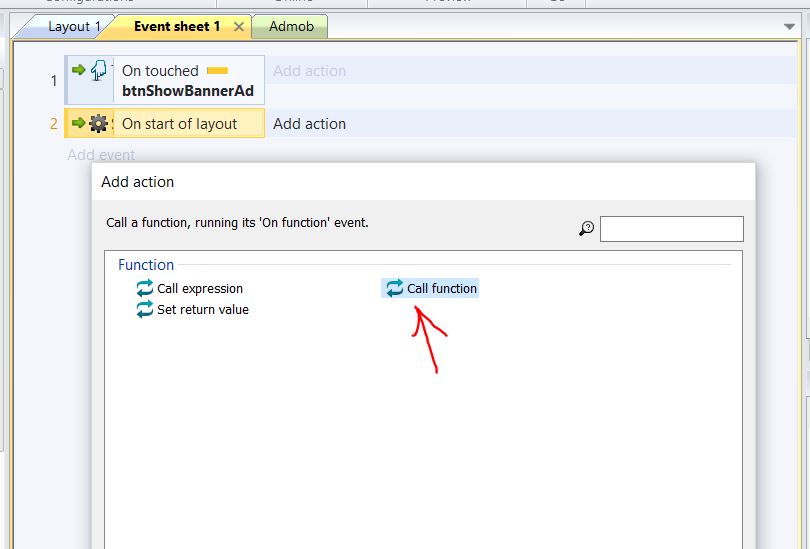 Layout 1 Event sheet 1 Admob
1 On touched Add action
btnShowBannerAd
2 On start of layout Add action
Add event
Add action
Call a function, running its 'On function' event.
Function
Call expression Call function
Set return value